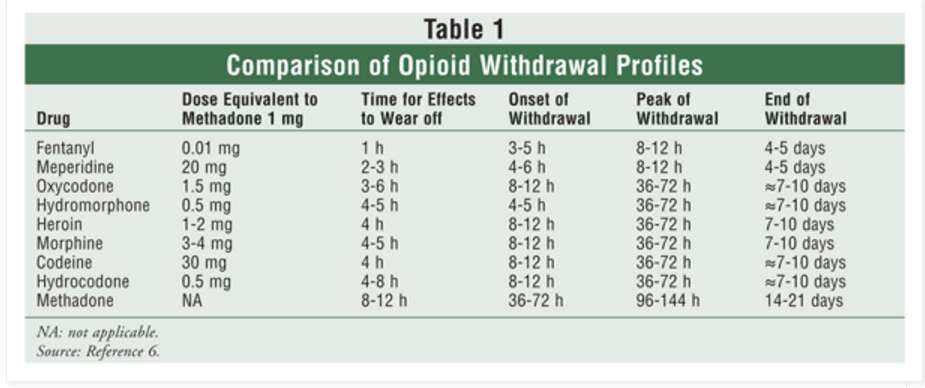 Table 1
Comparison of Opioid Withdrawal Profiles
Dose Equivalent to Time for Effects Onset of Peak of End of
Drug Methadone 1 mg to Wear off Withdrawal Withdrawal Withdrawal
Fentanyl 0.01 mg 1 h 3-5 h 8-12 h 4-5 days
Meperidine 20 mg 2-3 h 4-6 h 8-12 h 4-5 days
Oxycodone 1.5 mg 3-6 h 8-12 h 36-72 h ≈7-10 days
Hydromorphone 0.5 mg 4-5 h 4-5 h 36-72 h ≈7-10 days
Heroin 1-2 mg 4 h 8-12 h 36-72 h 7-10 days
Morphine 3-4 mg 4-5 h 8-12 h 36-72 h 7-10 days
Codeine 30 mg 4 h 8-12 h 36-72 h ≈7-10 days
Hydrocodone 0.5 mg 4-8 h 8-12 h 36-72 h ≈7-10 days
Methadone NA 8-12 h 36-72 h 96-144 h 14-21 days
NA: not applicable.
Source: Reference 6.